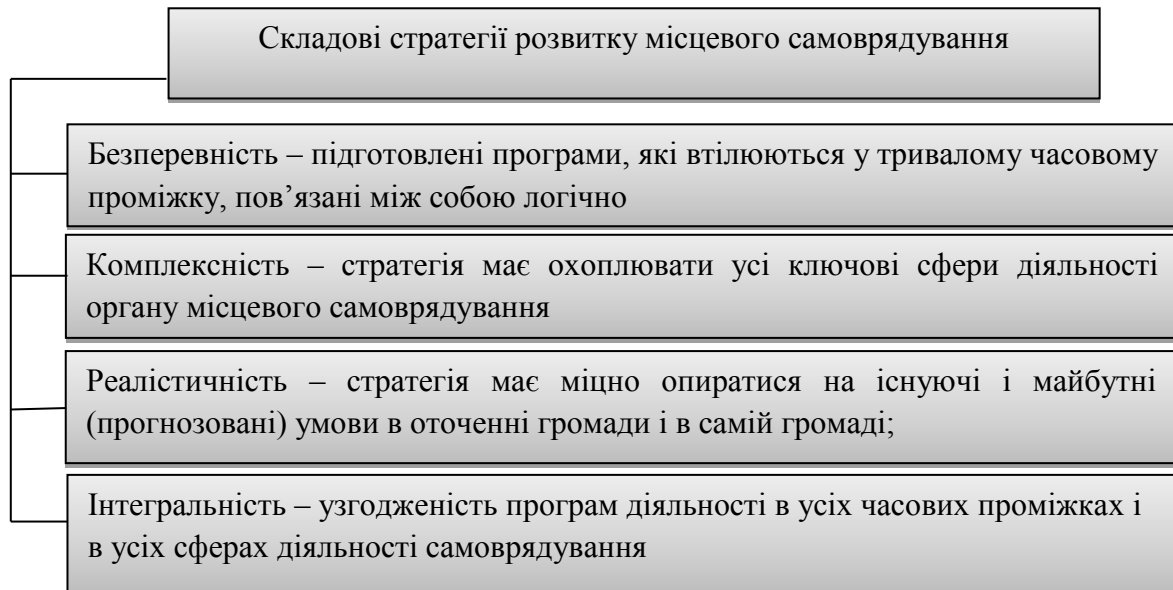 Складові стратегії розвитку місцевого самоврядування
Безперевність – підготовлені програми, які втілюються у тривалому часовому
проміжку, пов’язані між собою логічно
Комплексність – стратегія має охоплювати усі ключові сфери діяльності
органу місцевого самоврядування
Реалістичність – стратегія має міцно опиратися на існуючі і майбутні
(прогнозовані) умови в оточенні громади і в самій громаді;
Інтегральність – узгодженість програм діяльності в усіх часових проміжках і
в усіх сферах діяльності самоврядування